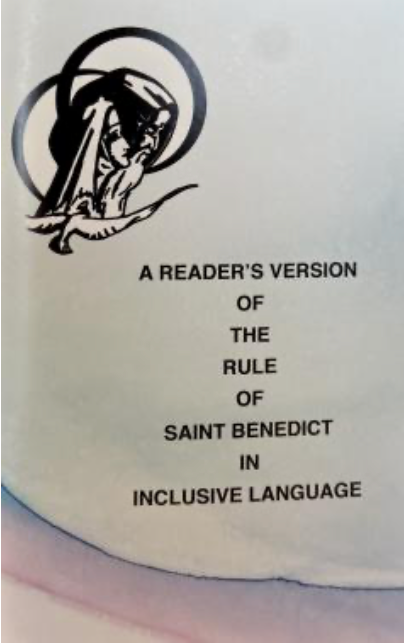 A READER'S VERSION
OF
THE
RULE
OF
SAINT BENEDICT
IN
INCLUSIVE LANGUAGE